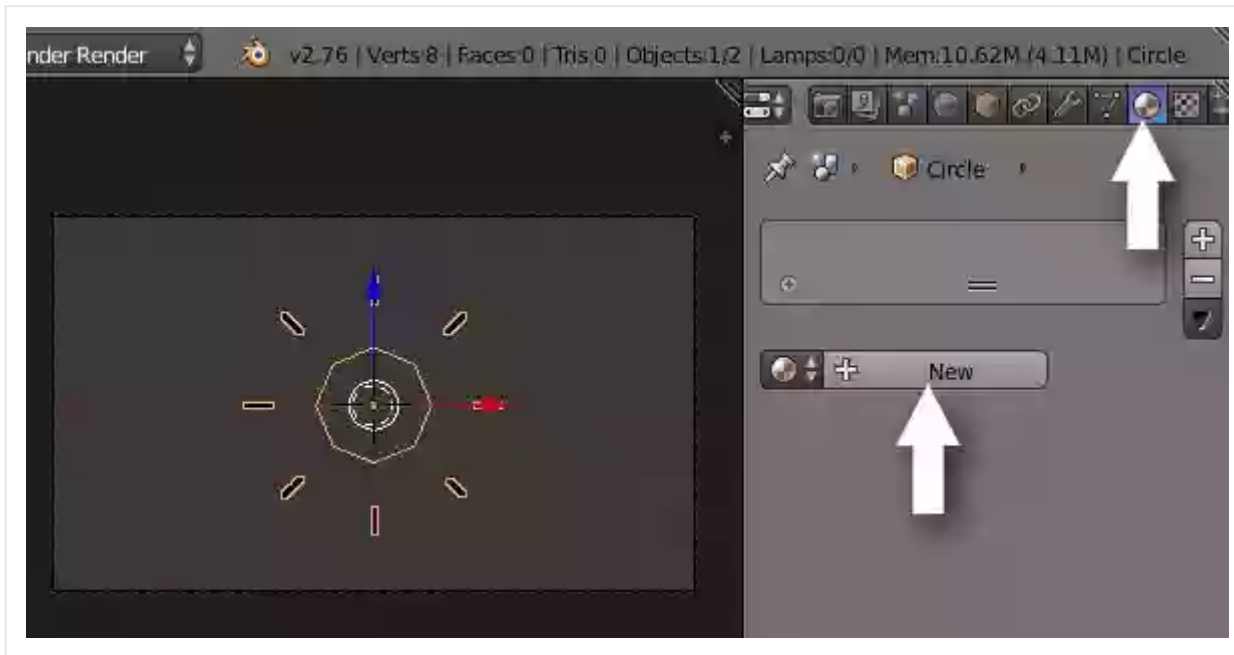 nder Render v2.76 | Verts:8 | Faces:0 | Tris:0 | Objects:1/2 | Lamps:0/0 | Mem:10.62M (4.11M) | Circle
Circle
New